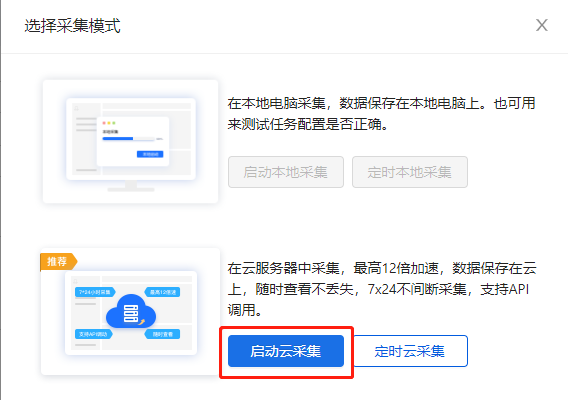 选择采集模式
在本地电脑采集，数据保存在本地电脑上。也可用
来测试任务配置是否正确。
启动本地采集
定时本地采集
推荐
7*24小时采集
最高12倍加速
支持API调动
随时查看
在云服务器中采集，最高12倍加速，数据保存在云
上，随时查看不丢失，7x24不间断采集，支持API
调用。
启动云采集
定时云采集